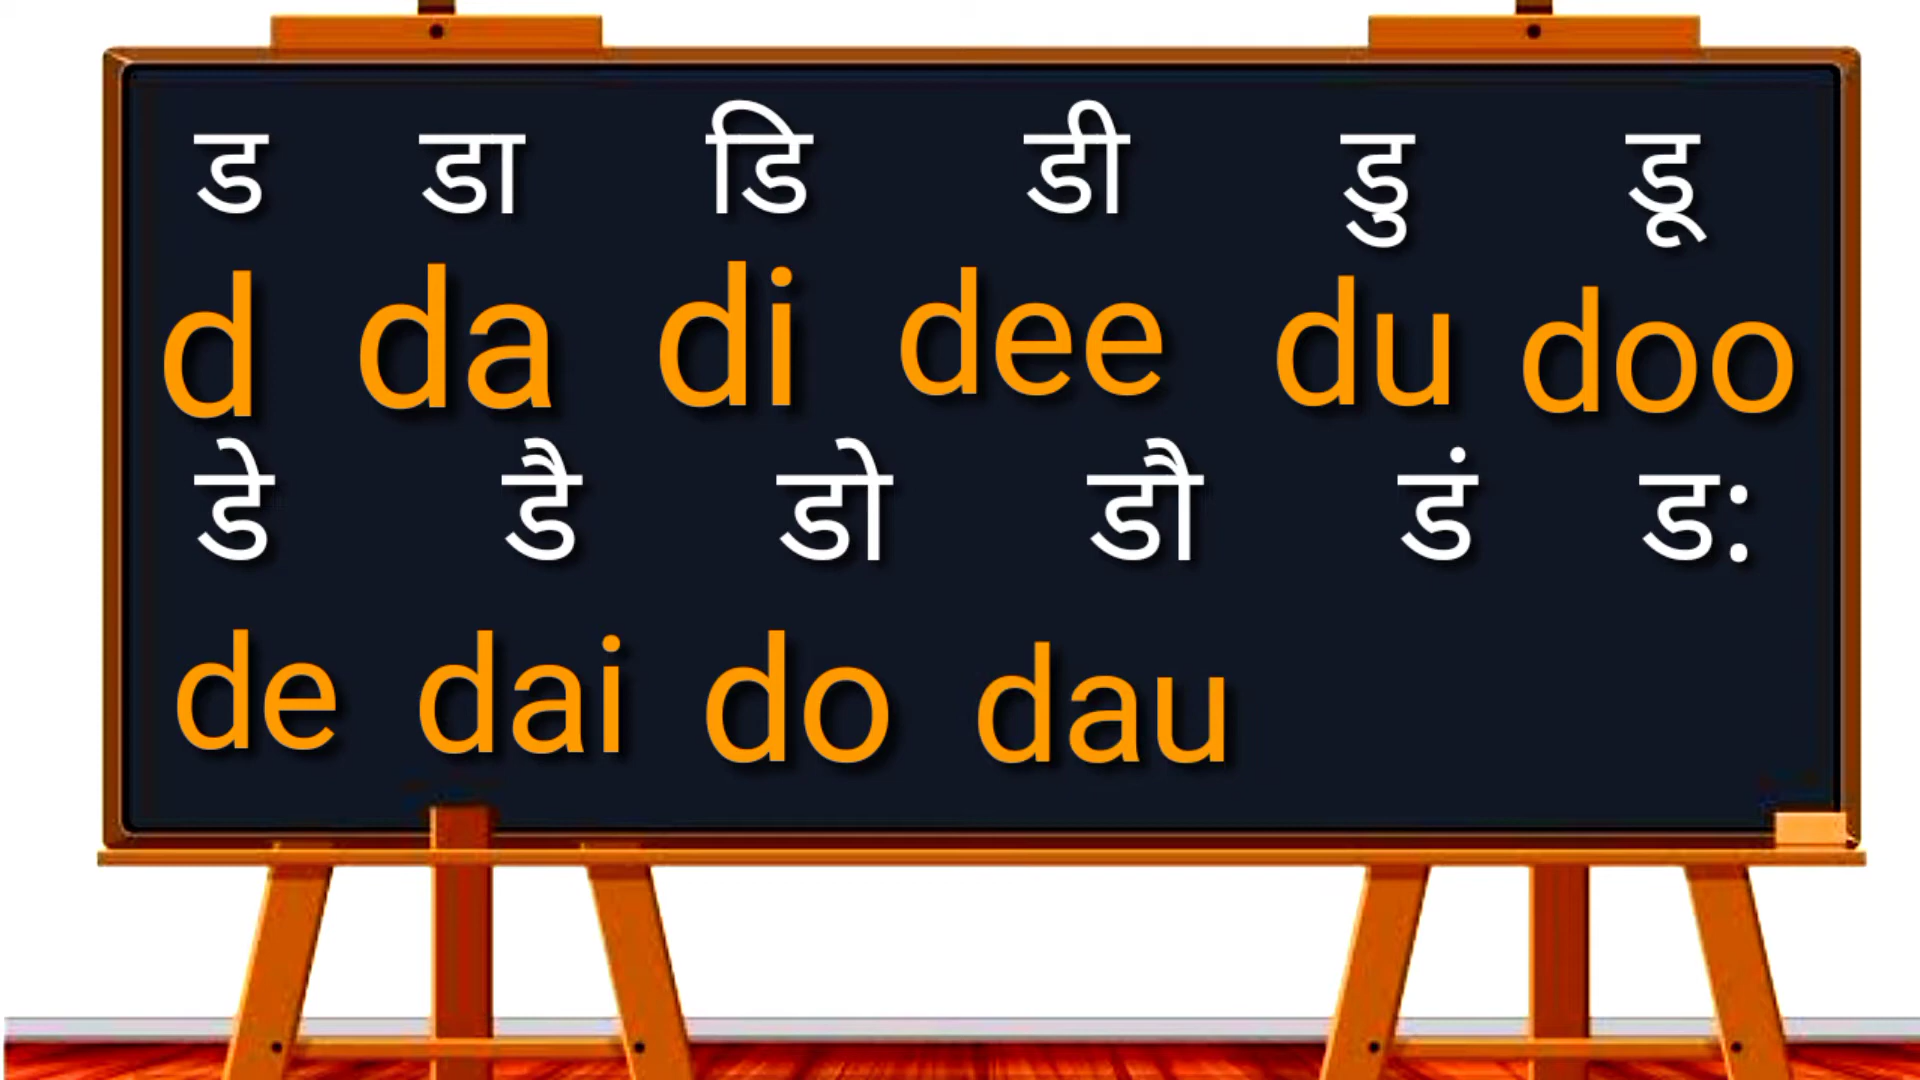 ड डा डि डी डु डू
d da di dee du doo
डे डै डो डौ डं ड:
de dai do dau